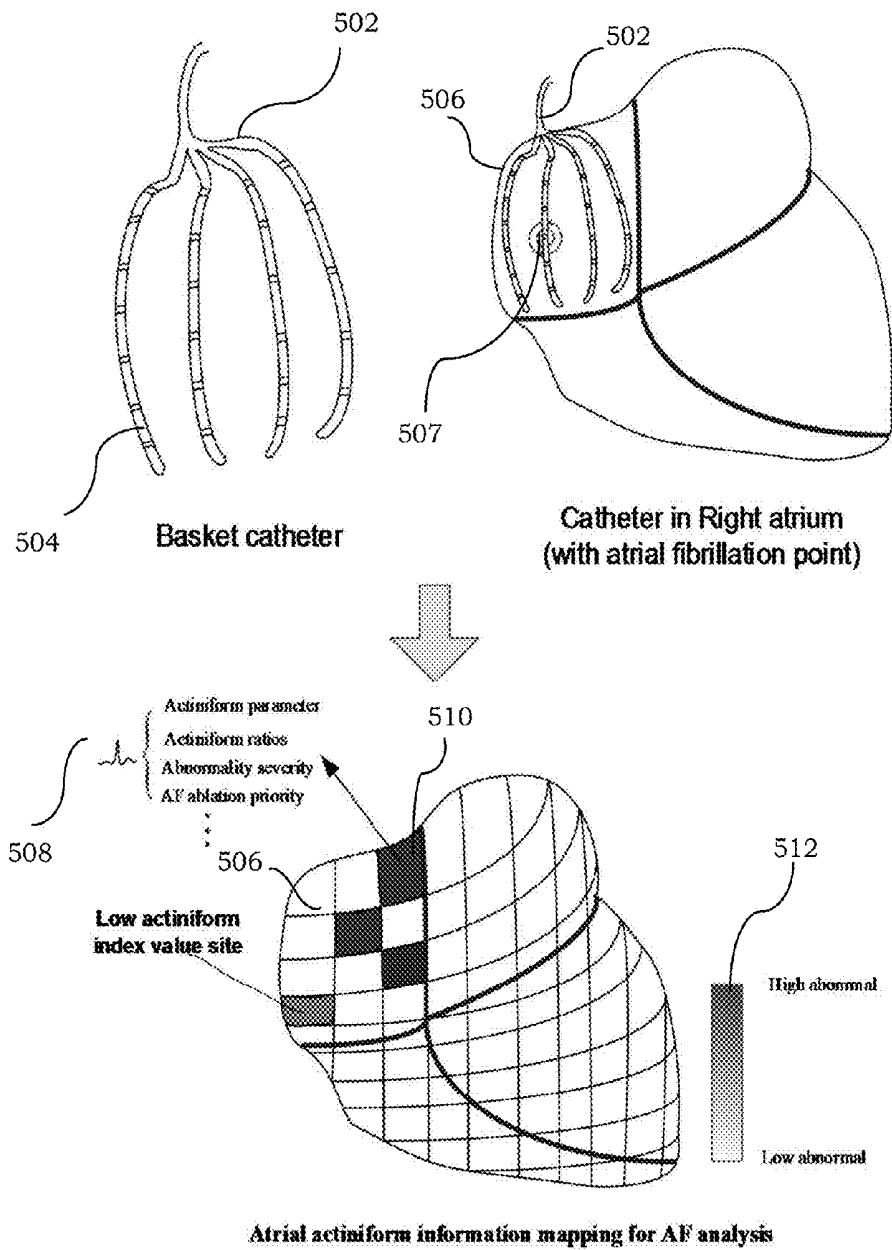 502
502
506
507
504
Basket catheter
Catheter in Right atrium
(with atrial fibrillation point)
Actiniform parameter
Actiniform ratios
Abnormality severity
AF ablation priority
508
510
506
Low actiniform
index value site
512
High abnormal
Low abnormal
Atrial actiniform information mapping for AF analysis